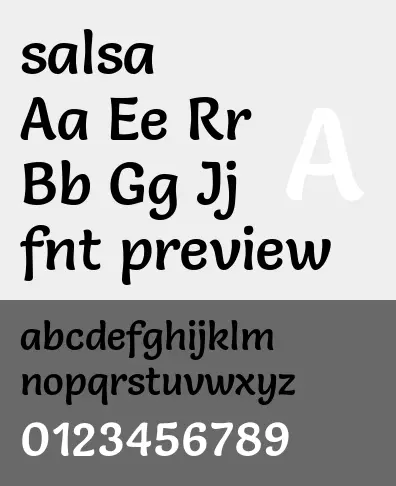 salsa
Aa Ee Rr
A
Bb Gg Jj
fnt preview
abcdefghijklm
nopqrstuvwxyz
0123456789